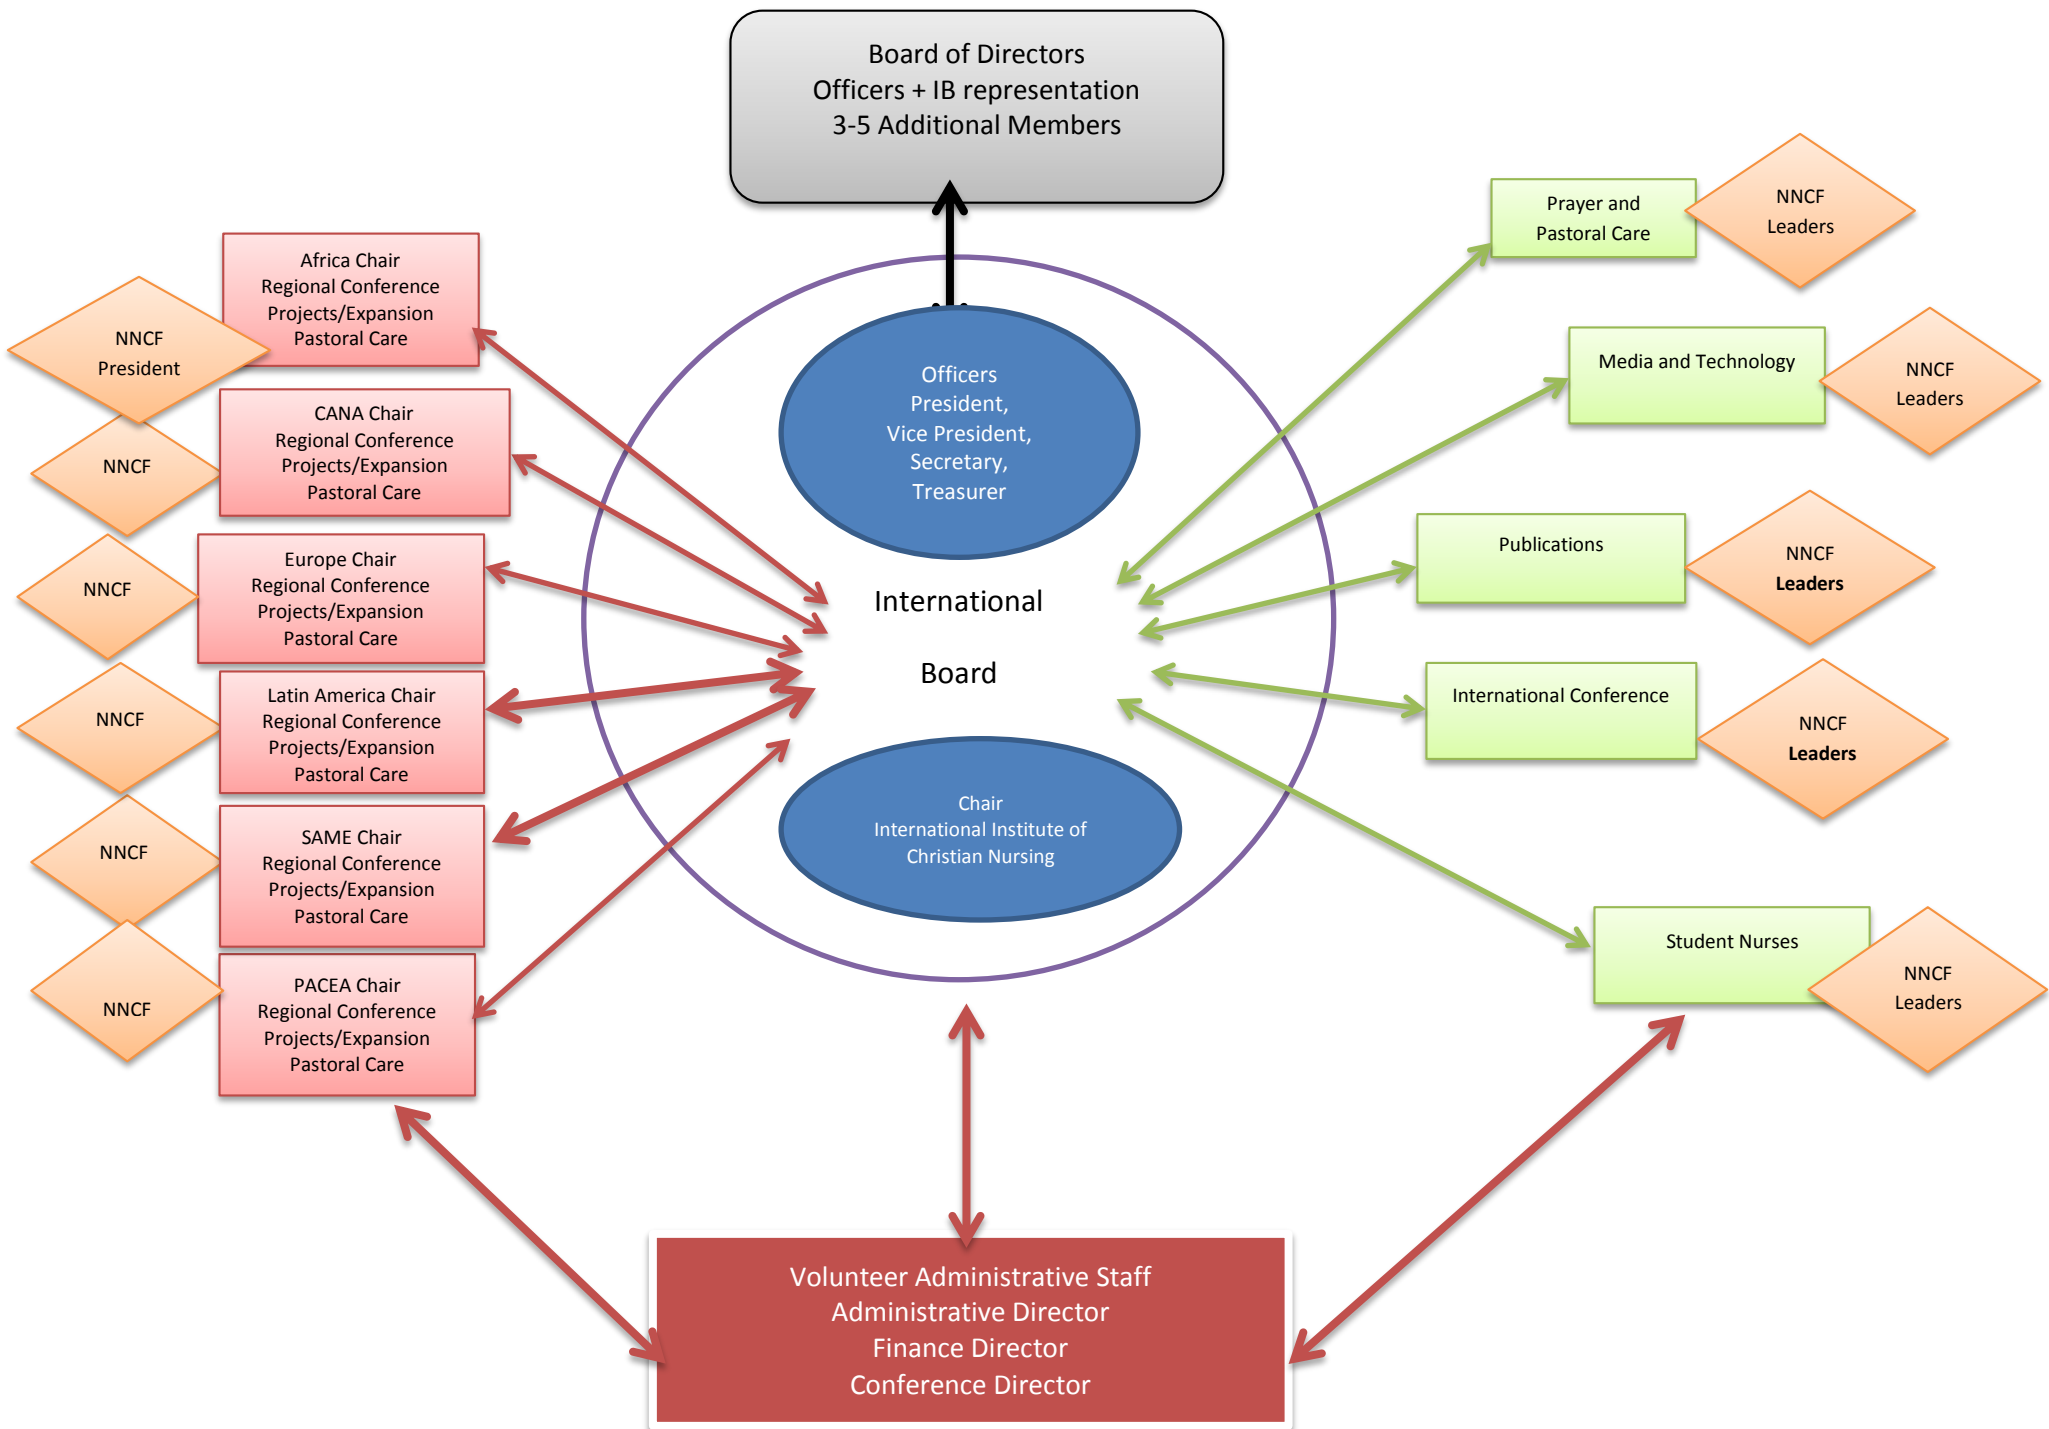 Board of Directors
Officers + IB representation
3-5 Additional Members
Africa Chair
Regional Conference
Projects/Expansion
Pastoral Care
NNCF
President
CANA Chair
Regional Conference
Projects/Expansion
Pastoral Care
NNCF
Europe Chair
Regional Conference
Projects/Expansion
Pastoral Care
NNCF
Latin America Chair
Regional Conference
Projects/Expansion
Pastoral Care
NNCF
SAME Chair
Regional Conference
Projects/Expansion
Pastoral Care
NNCF
PACEA Chair
Regional Conference
Projects/Expansion
Pastoral Care
NNCF
Officers
President,
Vice President,
Secretary,
Treasurer
International
Board
Chair
International Institute of
Christian Nursing
Prayer and
Pastoral Care
NNCF
Leaders
Media and Technology
NNCF
Leaders
Publications
NNCF
Leaders
International Conference
NNCF
Leaders
Student Nurses
NNCF
Leaders
Volunteer Administrative Staff
Administrative Director
Finance Director
Conference Director